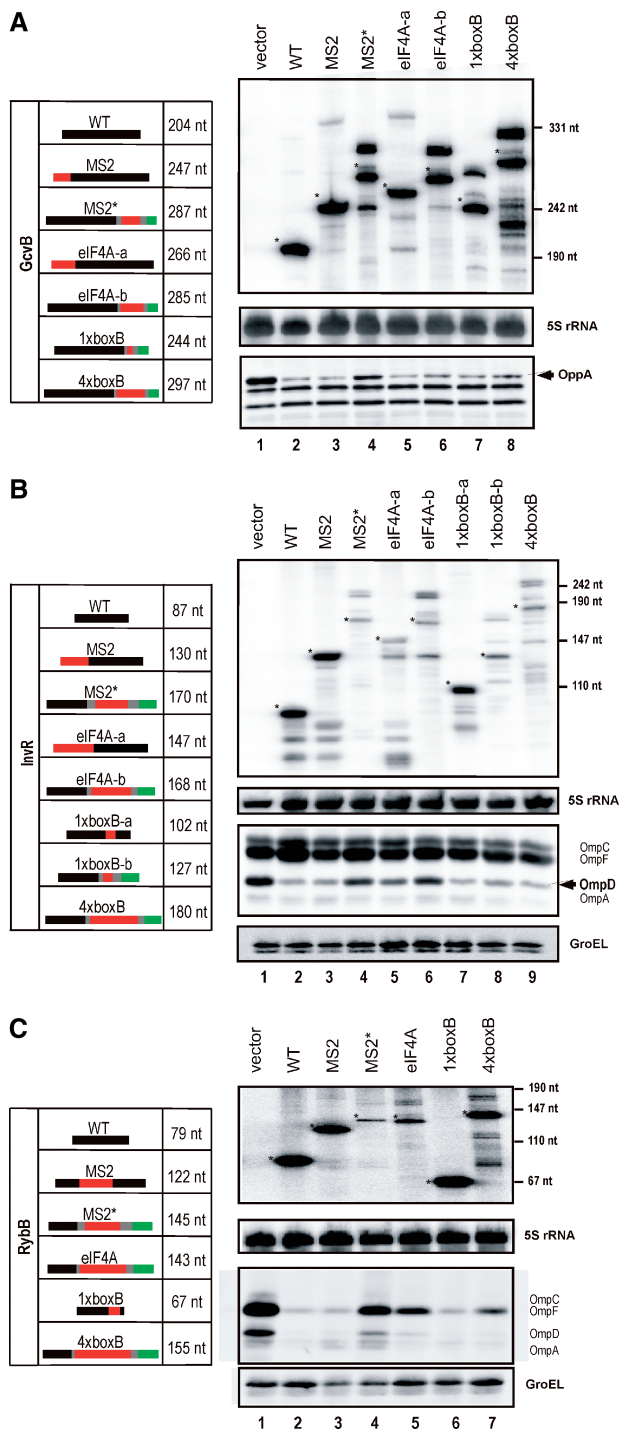 A
vector
WT
MS2
MS2*
eIF4A-a
eIF4A-b
1xboxB
4xboxB
GcvB
WT 204 nt
MS2 247 nt
MS2* 287 nt
eIF4A-a 266 nt
eIF4A-b 285 nt
1xboxB 244 nt
4xboxB 297 nt
* * * * * * *
331 nt
242 nt
190 nt
5S rRNA
OppA
1 2 3 4 5 6 7 8
B
vector
WT
MS2
MS2*
eIF4A-a
eIF4A-b
1xboxB-a
1xboxB-b
4xboxB
InvR
WT 87 nt
MS2 130 nt
MS2* 170 nt
eIF4A-a 147 nt
eIF4A-b 168 nt
1xboxB-a 102 nt
1xboxB-b 127 nt
4xboxB 180 nt
* * * * * * * *
242 nt
190 nt
147 nt
110 nt
5S rRNA
OmpC
OmpF
OmpD
OmpA
GroEL
1 2 3 4 5 6 7 8 9
C
vector
WT
MS2
MS2*
eIF4A
1xboxB
4xboxB
RybB
WT 79 nt
MS2 122 nt
MS2* 145 nt
eIF4A 143 nt
1xboxB 67 nt
4xboxB 155 nt
* * * * * *
190 nt
147 nt
110 nt
67 nt
5S rRNA
OmpC
OmpF
OmpD
OmpA
GroEL
1 2 3 4 5 6 7